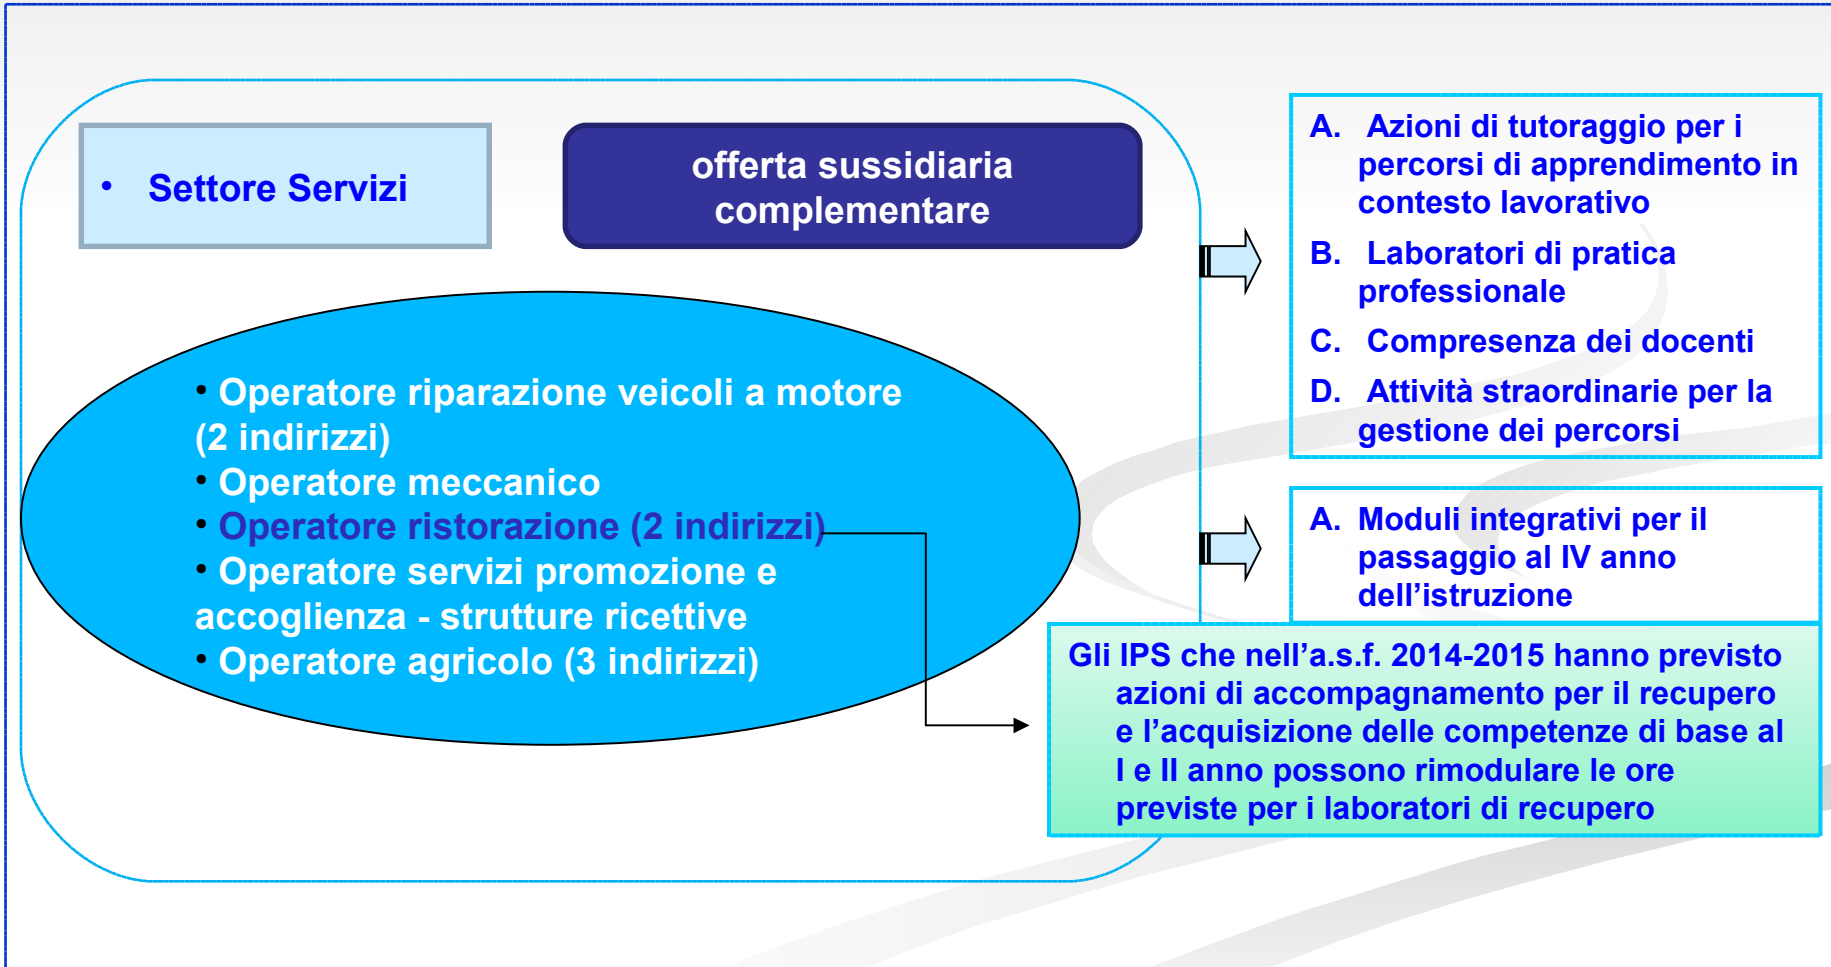 • Settore Servizi
offerta sussidiaria
complementare
• Operatore riparazione veicoli a motore
(2 indirizzi)
• Operatore meccanico
• Operatore ristorazione (2 indirizzi)
• Operatore servizi promozione e
accoglienza - strutture ricettive
• Operatore agricolo (3 indirizzi)
A. Azioni di tutoraggio per i
percorsi di apprendimento in
contesto lavorativo
B. Laboratori di pratica
professionale
C. Compresenza dei docenti
D. Attività straordinarie per la
gestione dei percorsi
A. Moduli integrativi per il
passaggio al IV anno
dell’istruzione
Gli IPS che nell’a.s.f. 2014-2015 hanno previsto
azioni di accompagnamento per il recupero
e l’acquisizione delle competenze di base al
I e II anno possono rimodulare le ore
previste per i laboratori di recupero